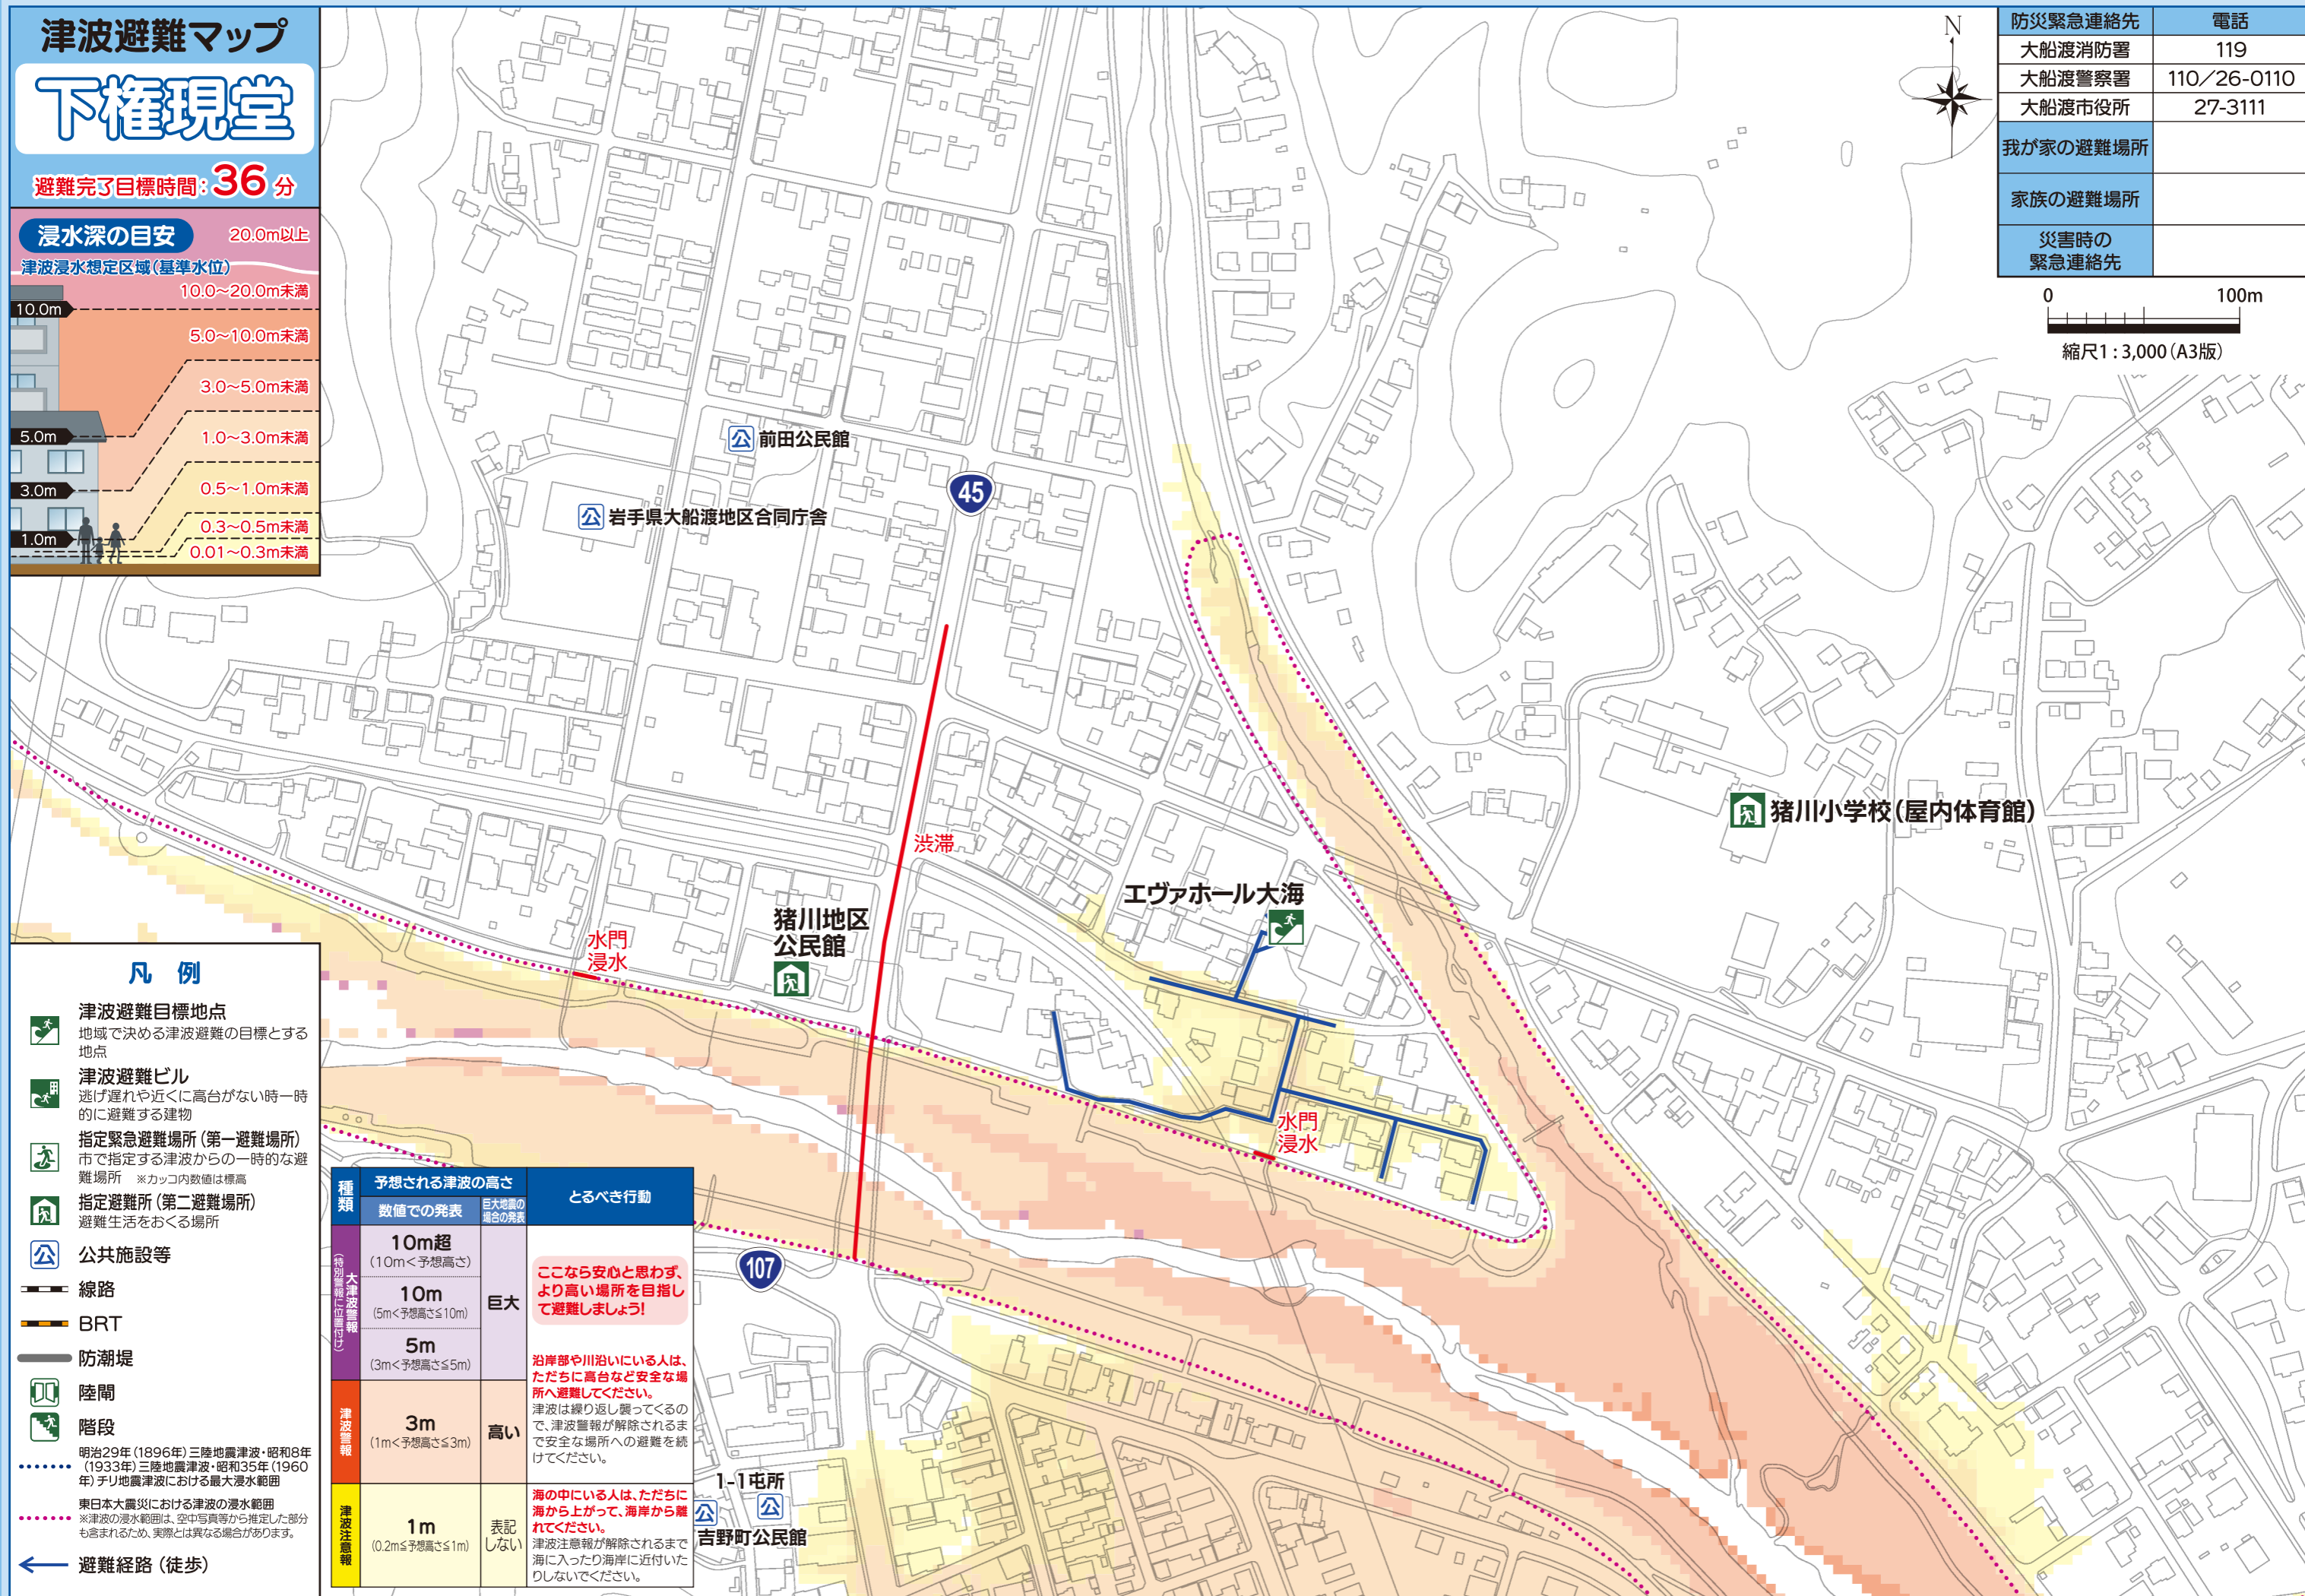 津波避難マップ
下権現堂
避難完了目標時間：36分
浸水深の目安
津波浸水想定区域(基準水位)
20.0m以上
10.0～20.0m未満
10.0m
5.0～10.0m未満
3.0～5.0m未満
5.0m
1.0～3.0m未満
3.0m
0.5～1.0m未満
0.3～0.5m未満
1.0m
0.01～0.3m未満
N
防災緊急連絡先 電話
大船渡消防署 119
大船渡警察署 110／26-0110
大船渡市役所 27-3111
我が家の避難場所
家族の避難場所
災害時の
緊急連絡先
0 100m
縮尺1：3,000（A3版）
公 前田公民館
45
公 岩手県大船渡地区合同庁舎
渋滞
猪川小学校(屋内体育館)
エヴァホール大海
猪川地区
公民館
水門
浸水
水門
浸水
107
1-1屯所
公
公
吉野町公民館
凡 例
津波避難目標地点
地域で決める津波避難の目標とする
地点
津波避難ビル
逃げ遅れや近くに高台がない時一時
的に避難する建物
指定緊急避難場所（第一避難場所）
市で指定する津波からの一時的な避
難場所 ※カッコ内数値は標高
指定避難所（第二避難場所）
避難生活をおくる場所
公 公共施設等
線路
BRT
防潮堤
陸閘
階段
明治29年（1896年）三陸地震津波・昭和8年
（1933年）三陸地震津波・昭和35年（1960
年）チリ地震津波における最大浸水範囲
東日本大震災における津波の浸水範囲
※津波の浸水範囲は、空中写真等から推定した部分
も含まれるため、実際とは異なる場合があります。
避難経路（徒歩）
種類
予想される津波の高さ
とるべき行動
数値での発表
巨大地震の
場合の発表
大津波警報
（特別警報に位置付け）
10m超
（10m＜予想高さ）
10m
（5m＜予想高さ≦10m）
5m
（3m＜予想高さ≦5m）
巨大
ここなら安心と思わず、
より高い場所を目指し
て避難しましょう！
沿岸部や川沿いにいる人は、
ただちに高台など安全な場
所へ避難してください。
津波は繰り返し襲ってくるの
で、津波警報が解除されるま
で安全な場所への避難を続
けてください。
津波警報
3m
（1m＜予想高さ≦3m）
高い
津波注意報
1m
（0.2m≦予想高さ≦1m）
表記
しない
海の中にいる人は、ただちに
海から上がって、海岸から離
れてください。
津波注意報が解除されるまで
海に入ったり海岸に近付いた
りしないでください。